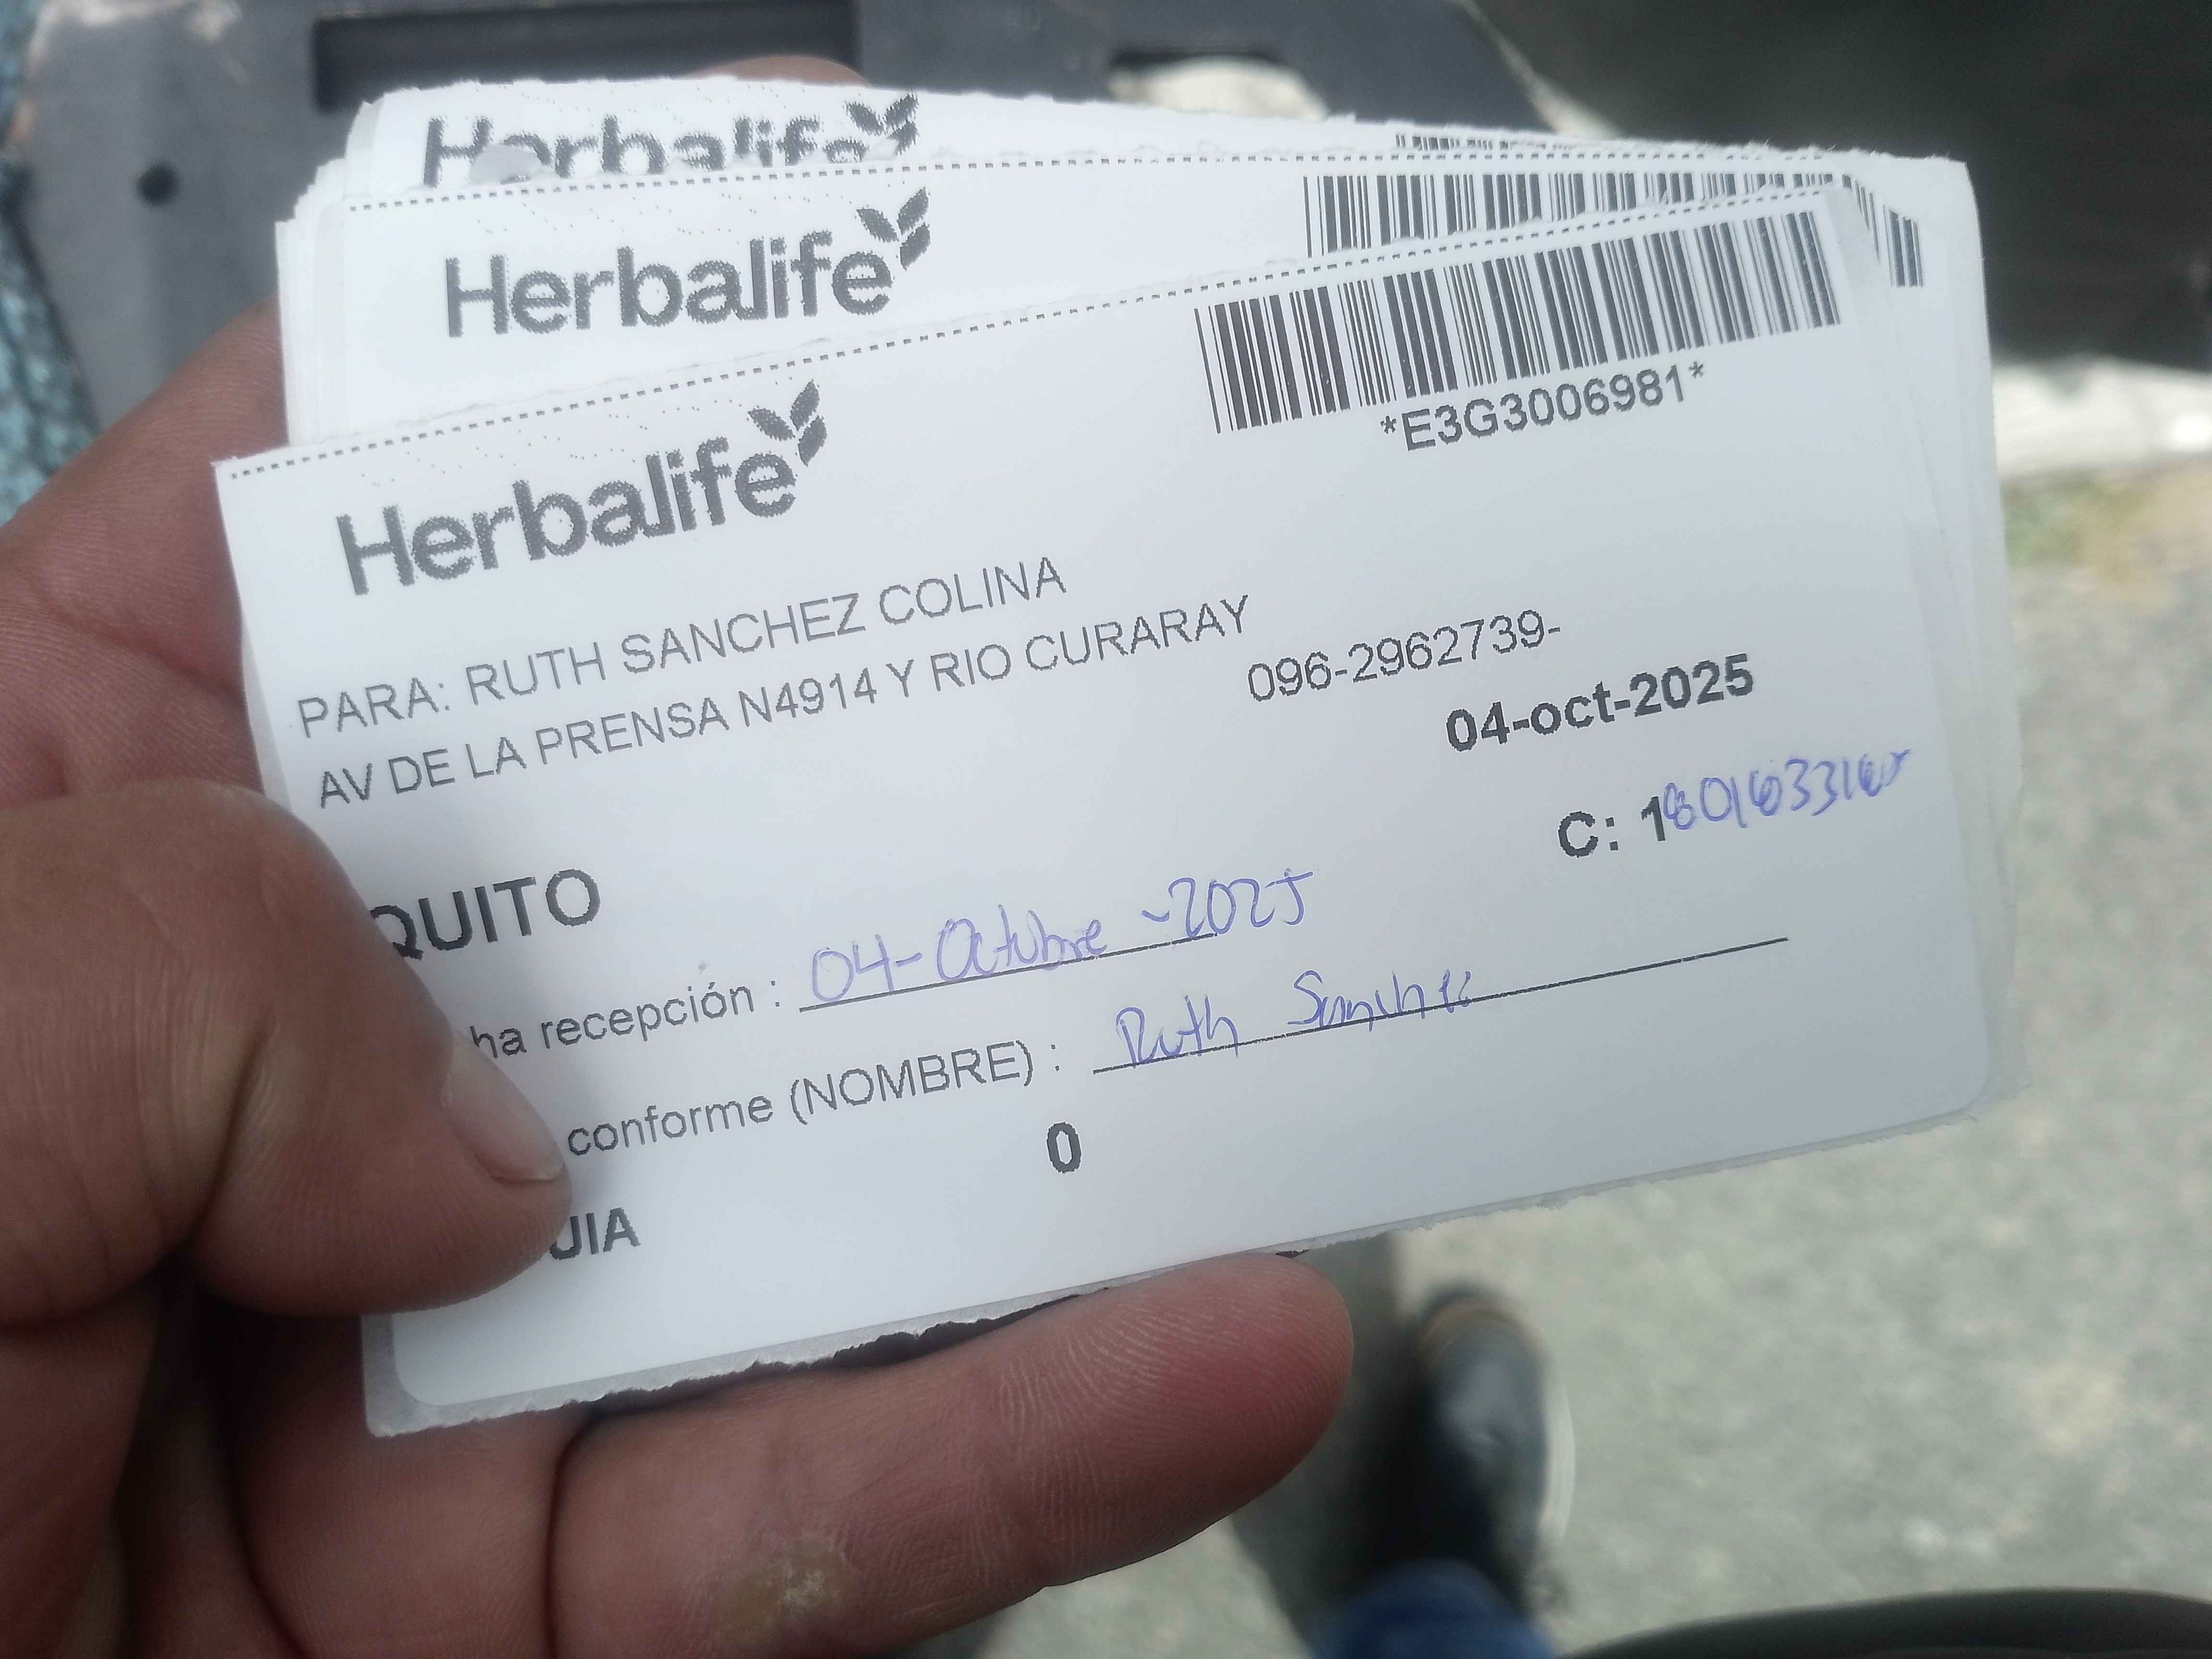 Herbalife
Herbalife
Herbalife
*E3G3006981*
PARA: RUTH SANCHEZ COLINA
AV DE LA PRENSA N4914 Y RIO CURARAY
096-2962739-
04-oct-2025
C: 1
QUITO
ha recepción : 04-Octubre -2025
conforme (NOMBRE) : Ruth Sanchez
0
UIA